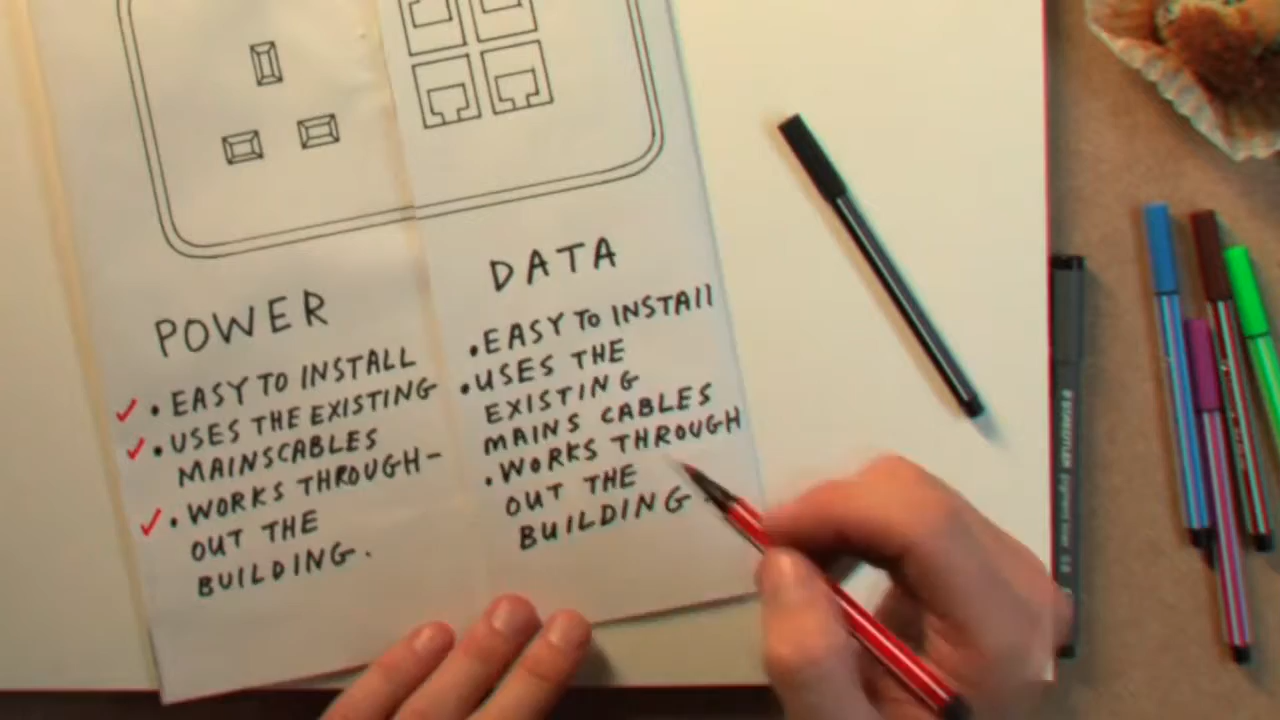 POWER
• EASY TO INSTALL
• USES THE EXISTING
MAINSCABLES
• WORKS THROUGH-
OUT THE
BUILDING.
DATA
• EASY TO INSTAll
• USES THE
EXISTING
MAINS CABLES
• WORKS THROUGH
OUT THE
BUILDING.
STAEDTLER